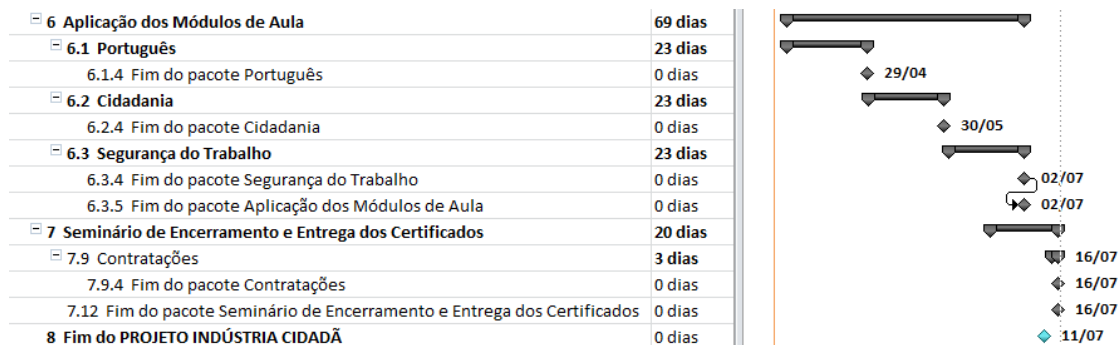 6 Aplicação dos Módulos de Aula 69 dias
6.1 Português 23 dias
6.1.4 Fim do pacote Português 0 dias 29/04
6.2 Cidadania 23 dias
6.2.4 Fim do pacote Cidadania 0 dias 30/05
6.3 Segurança do Trabalho 23 dias
6.3.4 Fim do pacote Segurança do Trabalho 0 dias 02/07
6.3.5 Fim do pacote Aplicação dos Módulos de Aula 0 dias 02/07
7 Seminário de Encerramento e Entrega dos Certificados 20 dias
7.9 Contratações 3 dias 16/07
7.9.4 Fim do pacote Contratações 0 dias 16/07
7.12 Fim do pacote Seminário de Encerramento e Entrega dos Certificados 0 dias 16/07
8 Fim do PROJETO INDÚSTRIA CIDADÃ 0 dias 11/07